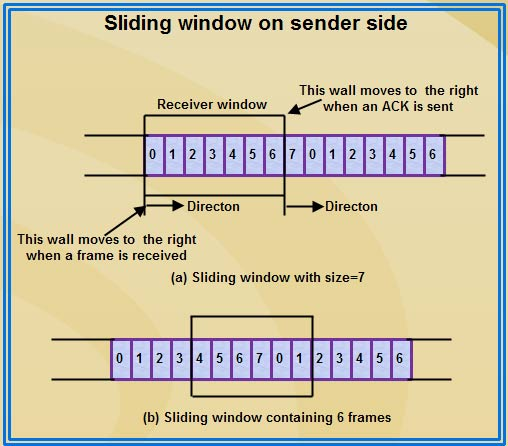 Sliding window on sender side
This wall moves to the right
when an ACK is sent
Receiver window
0 1 2 3 4 5 6 7 0 1 2 3 4 5 6
Directon Directon
This wall moves to the right
when a frame is received
(a) Sliding window with size=7
0 1 2 3 4 5 6 7 0 1 2 3 4 5 6
(b) Sliding window containing 6 frames